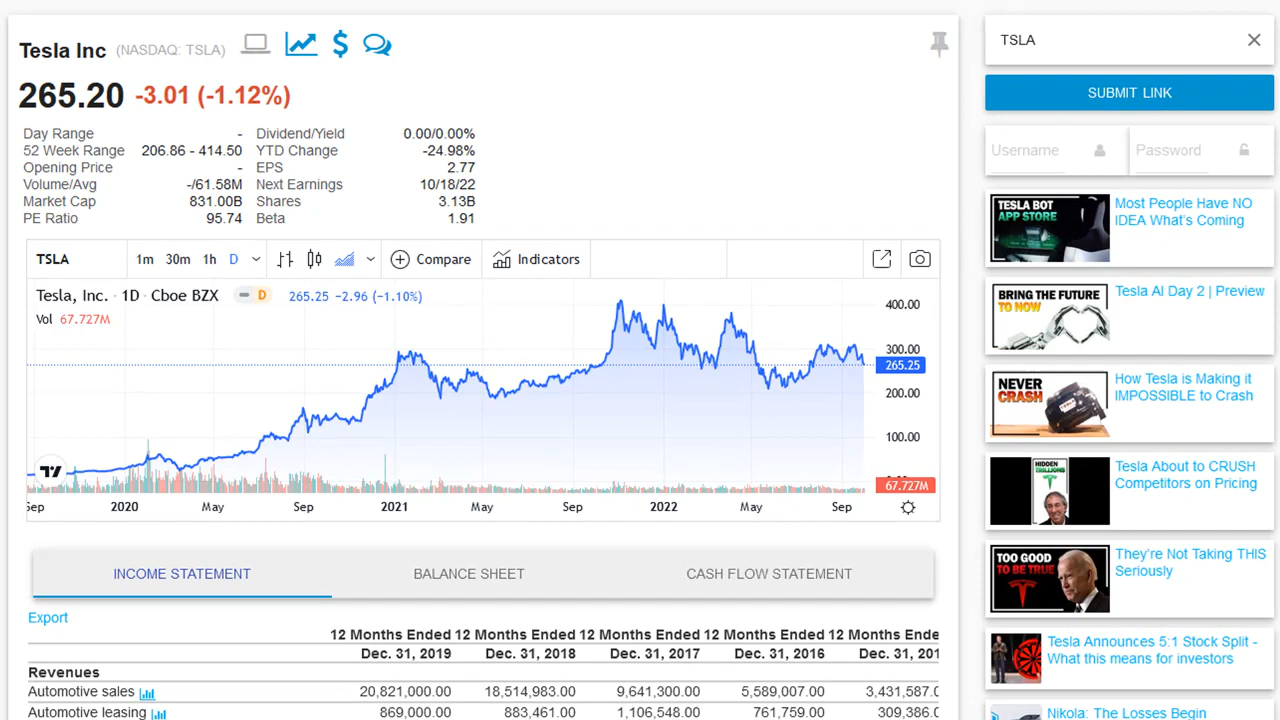 Tesla Inc (NASDAQ: TSLA)
265.20 -3.01 (-1.12%)
Day Range - Dividend/Yield 0.00/0.00%
52 Week Range 206.86 - 414.50 YTD Change -24.98%
Opening Price - EPS 2.77
Volume/Avg -/61.58M Next Earnings 10/18/22
Market Cap 831.00B Shares 3.13B
PE Ratio 95.74 Beta 1.91
TSLA 1m 30m 1h D Compare Indicators
Tesla, Inc. · 1D · Cboe BZX D 265.25 -2.96 (-1.10%)
Vol 67.727M
400.00
300.00
265.25
200.00
100.00
67.727M
Sep 2020 May Sep 2021 May Sep 2022 May Sep
INCOME STATEMENT BALANCE SHEET CASH FLOW STATEMENT
Export
12 Months Ended 12 Months Ended 12 Months Ended 12 Months Ended 12 Months Ende
Dec. 31, 2019 Dec. 31, 2018 Dec. 31, 2017 Dec. 31, 2016 Dec. 31, 201
Revenues
Automotive sales 20,821,000.00 18,514,983.00 9,641,300.00 5,589,007.00 3,431,587.0
Automotive leasing 869,000.00 883,461.00 1,106,548.00 761,759.00 309,386.0
TSLA
SUBMIT LINK
Username Password
TESLA BOT
APP STORE
Most People Have NO
IDEA What's Coming
BRING THE FUTURE
TO NOW
Tesla AI Day 2 | Preview
NEVER
CRASH
How Tesla is Making it
IMPOSSIBLE to Crash
HIDDEN
TRILLIONS
Tesla About to CRUSH
Competitors on Pricing
TOO GOOD
TO BE TRUE
They're Not Taking THIS
Seriously
Tesla Announces 5:1 Stock Split -
What this means for investors
Nikola: The Losses Begin